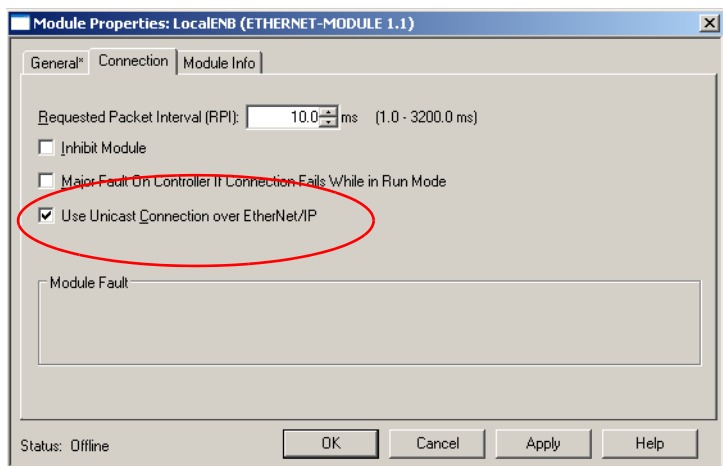 Module Properties: LocalENB (ETHERNET-MODULE 1.1)
General* Connection Module Info
Requested Packet Interval (RPI): 10.0 ms (1.0 - 3200.0 ms)
Inhibit Module
Major Fault On Controller If Connection Fails While in Run Mode
Use Unicast Connection over EtherNet/IP
Module Fault
Status: Offline OK Cancel Apply Help